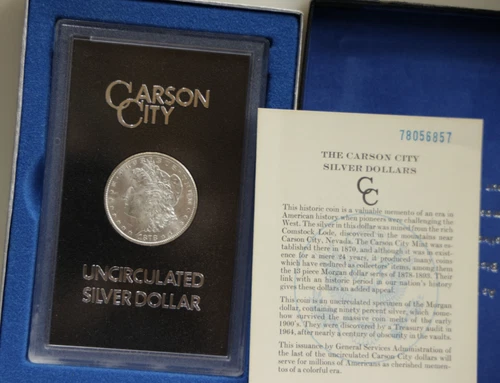 CARSON
CITY
UNCIRCULATED
SILVER DOLLAR
78056857
THE CARSON CITY
SILVER DOLLARS
CC
This historic coin is a valuable memento of an era in
American history when pioneers were challenging the
West. The silver in this dollar was mined from the rich
Comstock Lode, discovered in the mountains near
Carson City, Nevada. The Carson City Mint was es-
tablished there in 1870, and although it was in exist-
ence for a mere 24 years, it produced many coins
which have endured as collectors' items; among them
the 13 piece Morgan dollar series of 1878-1893. Their
link with an historic period in our nation's history
gives these dollars an added appeal.
This coin is an uncirculated specimen of the Morgan
dollar, containing ninety percent silver, which some-
how survived the massive coin melts of the early
1900's. They were discovered by a Treasury audit in
1964, after nearly a century of obscurity in the vaults.
This issuance by General Services Administration of
the last of the uncirculated Carson City dollars will
serve for millions of Americans as cherished memen-
tos of a colorful era.